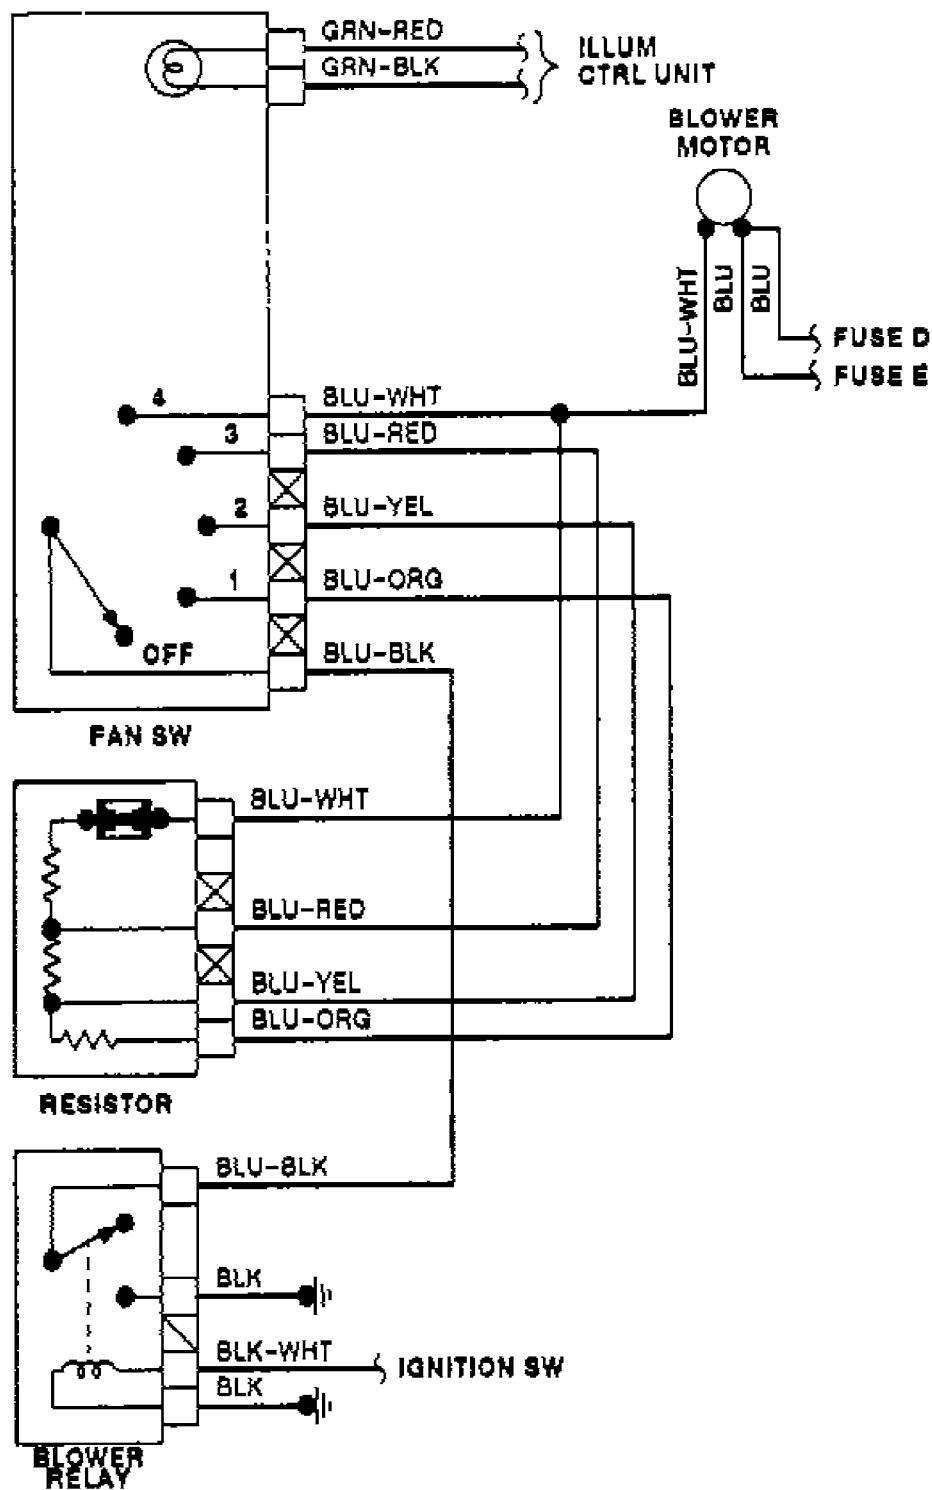 GRN-RED
GRN-BLK
ILLUM
CTRL UNIT
BLOWER
MOTOR
BLU-WHT
BLU
BLU
FUSE D
FUSE E
4
BLU-WHT
3
BLU-RED
2
BLU-YEL
1
BLU-ORG
OFF
BLU-BLK
FAN SW
BLU-WHT
BLU-RED
BLU-YEL
BLU-ORG
RESISTOR
BLU-BLK
BLK
BLK-WHT
IGNITION SW
BLK
BLOWER
RELAY